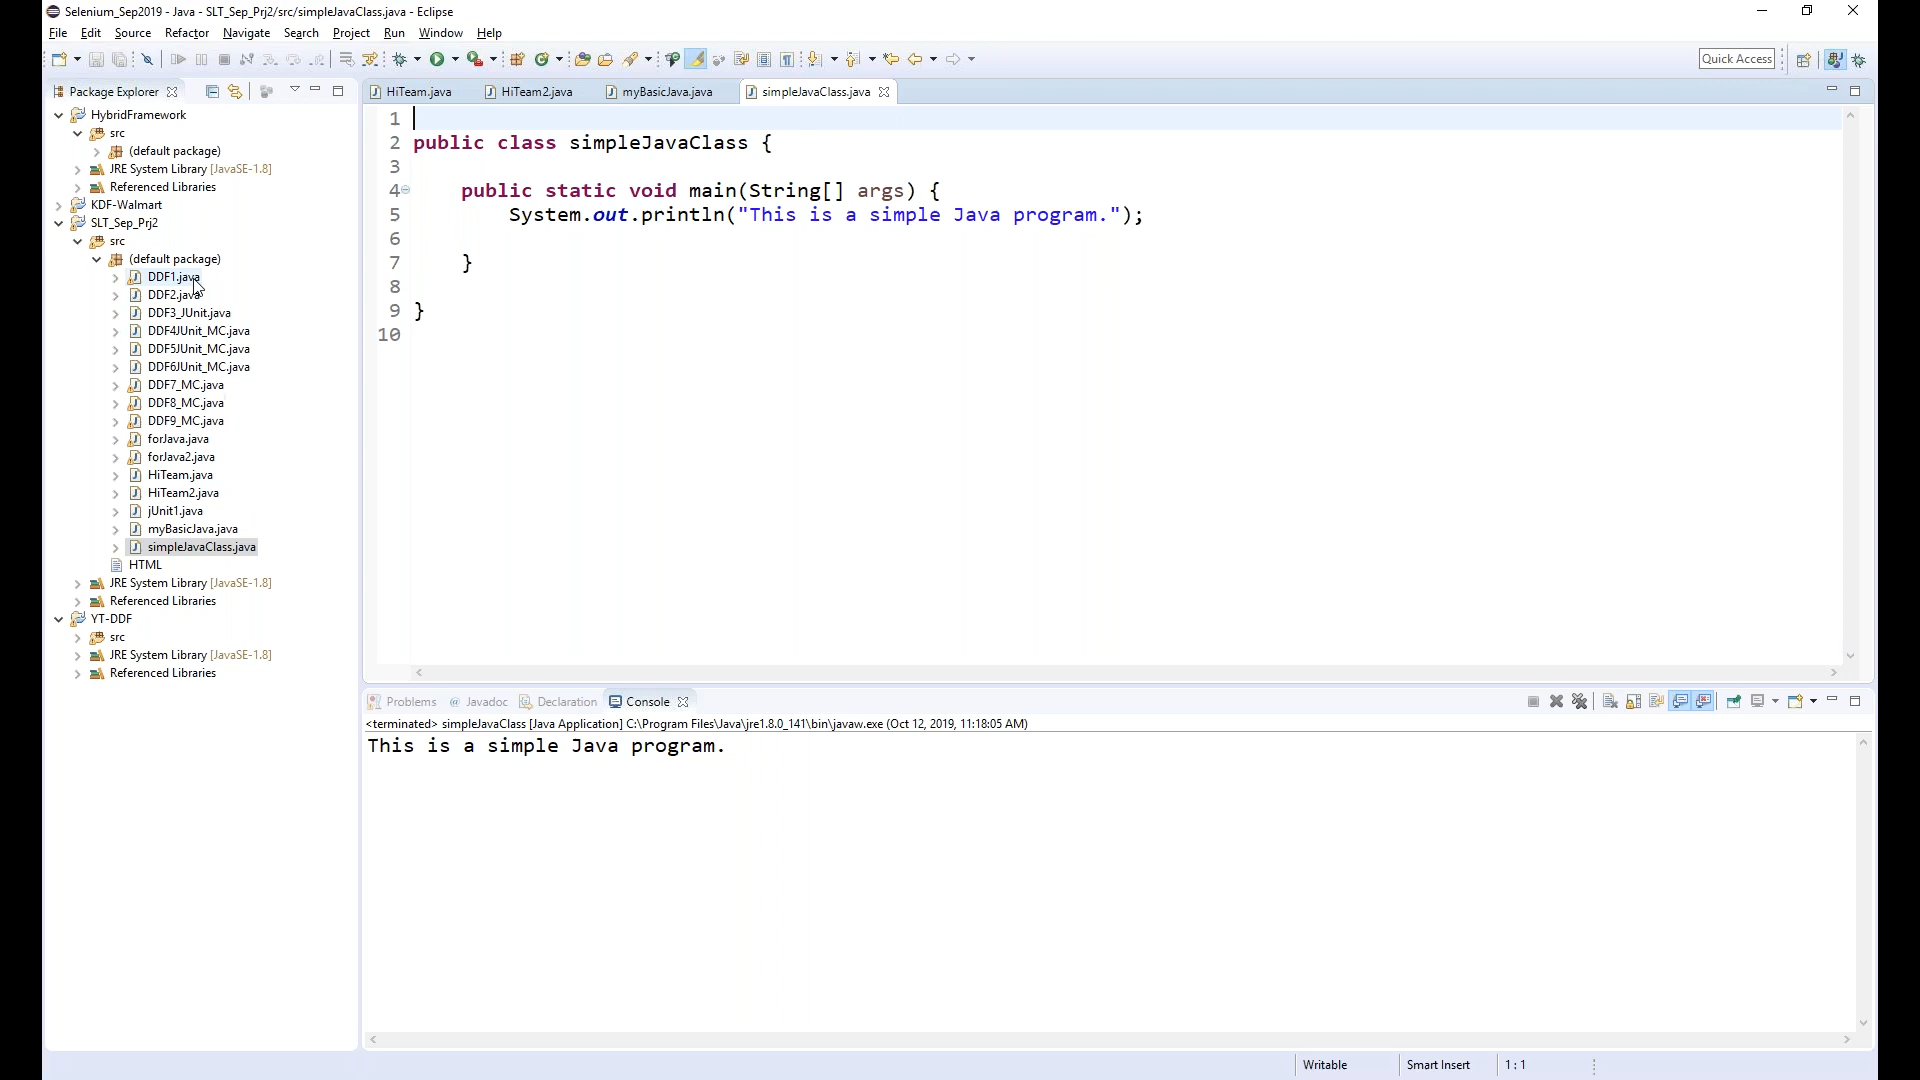 Selenium_Sep2019 - Java - SLT_Sep_Prj2/src/simpleJavaClass.java - Eclipse
File Edit Source Refactor Navigate Search Project Run Window Help
Quick Access
Package Explorer
HybridFramework
src
(default package)
JRE System Library [JavaSE-1.8]
Referenced Libraries
KDF-Walmart
SLT_Sep_Prj2
src
(default package)
DDF1.java
DDF2.java
DDF3_JUnit.java
DDF4JUnit_MC.java
DDF5JUnit_MC.java
DDF6JUnit_MC.java
DDF7_MC.java
DDF8_MC.java
DDF9_MC.java
forJava.java
forJava2.java
HiTeam.java
HiTeam2.java
jUnit1.java
myBasicJava.java
simpleJavaClass.java
HTML
JRE System Library [JavaSE-1.8]
Referenced Libraries
YT-DDF
src
JRE System Library [JavaSE-1.8]
Referenced Libraries
HiTeam.java HiTeam2.java myBasicJava.java simpleJavaClass.java
1
2 public class simpleJavaClass {
3
4 public static void main(String[] args) {
5 System.out.println("This is a simple Java program.");
6
7 }
8
9 }
10
Problems @ Javadoc Declaration Console
<terminated> simpleJavaClass [Java Application] C:\Program Files\Java\jre1.8.0_141\bin\javaw.exe (Oct 12, 2019, 11:18:05 AM)
This is a simple Java program.
Writable Smart Insert 1 : 1